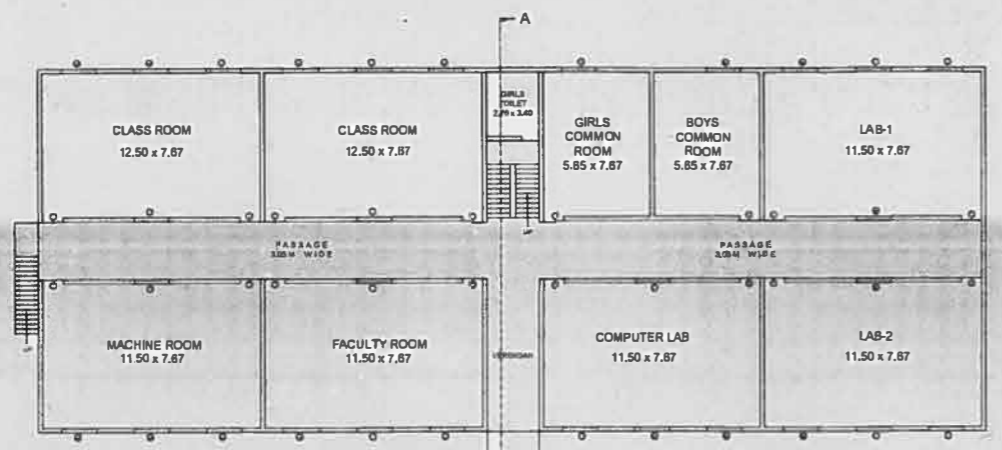 A
CLASS ROOM
12.50 x 7.67
CLASS ROOM
12.50 x 7.67
GIRLS
TOILET
GIRLS
COMMON
ROOM
5.65 x 7.67
BOYS
COMMON
ROOM
5.65 x 7.67
LAB-1
11.50 x 7.67
UP
PASSAGE
WIDE
PASSAGE
WIDE
MACHINE ROOM
11.50 x 7.67
FACULTY ROOM
11.50 x 7.67
COMPUTER LAB
11.50 x 7.67
LAB-2
11.50 x 7.67